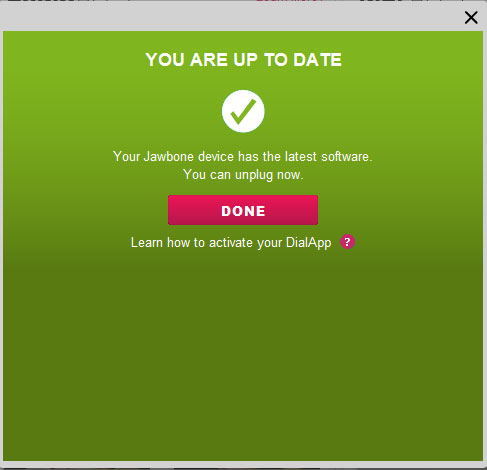 YOU ARE UP TO DATE
Your Jawbone device has the latest software.
You can unplug now.
DONE
Learn how to activate your DialApp ?